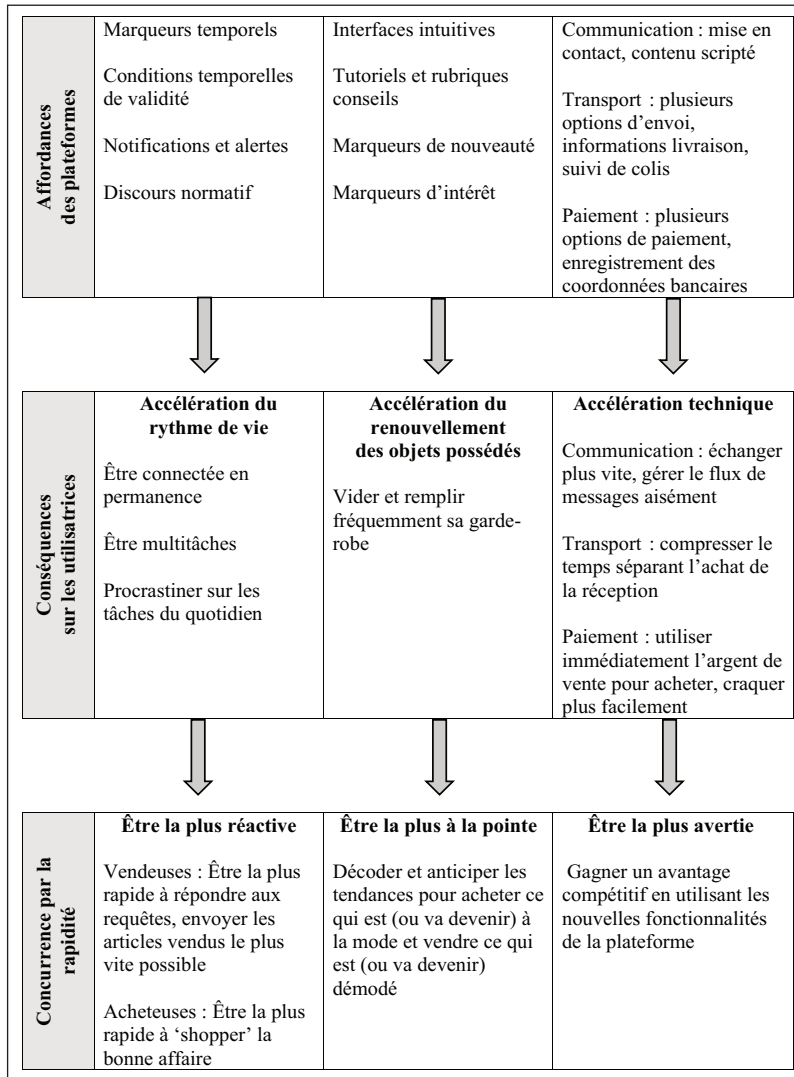 Affordances
des plateformes
Marqueurs temporels
Conditions temporelles
de validité
Notifications et alertes
Discours normatif
Interfaces intuitives
Tutoriels et rubriques
conseils
Marqueurs de nouveauté
Marqueurs d’intérêt
Communication : mise en
contact, contenu scripté
Transport : plusieurs
options d’envoi,
informations livraison,
suivi de colis
Paiement : plusieurs
options de paiement,
enregistrement des
coordonnées bancaires
Conséquences
sur les utilisatrices
Accélération du
rythme de vie
Être connectée en
permanence
Être multitâches
Procrastiner sur les
tâches du quotidien
Accélération du
renouvellement
des objets possédés
Vider et remplir
fréquemment sa garde-
robe
Accélération technique
Communication : échanger
plus vite, gérer le flux de
messages aisément
Transport : compresser le
temps séparant l’achat de
la réception
Paiement : utiliser
immédiatement l’argent de
vente pour acheter, craquer
plus facilement
Concurrence par la
rapidité
Être la plus réactive
Vendeuses : Être la plus
rapide à répondre aux
requêtes, envoyer les
articles vendus le plus
vite possible
Acheteuses : Être la plus
rapide à ‘shopper’ la
bonne affaire
Être la plus à la pointe
Décoder et anticiper les
tendances pour acheter ce
qui est (ou va devenir) à
la mode et vendre ce qui
est (ou va devenir)
démodé
Être la plus avertie
Gagner un avantage
compétitif en utilisant les
nouvelles fonctionnalités
de la plateforme